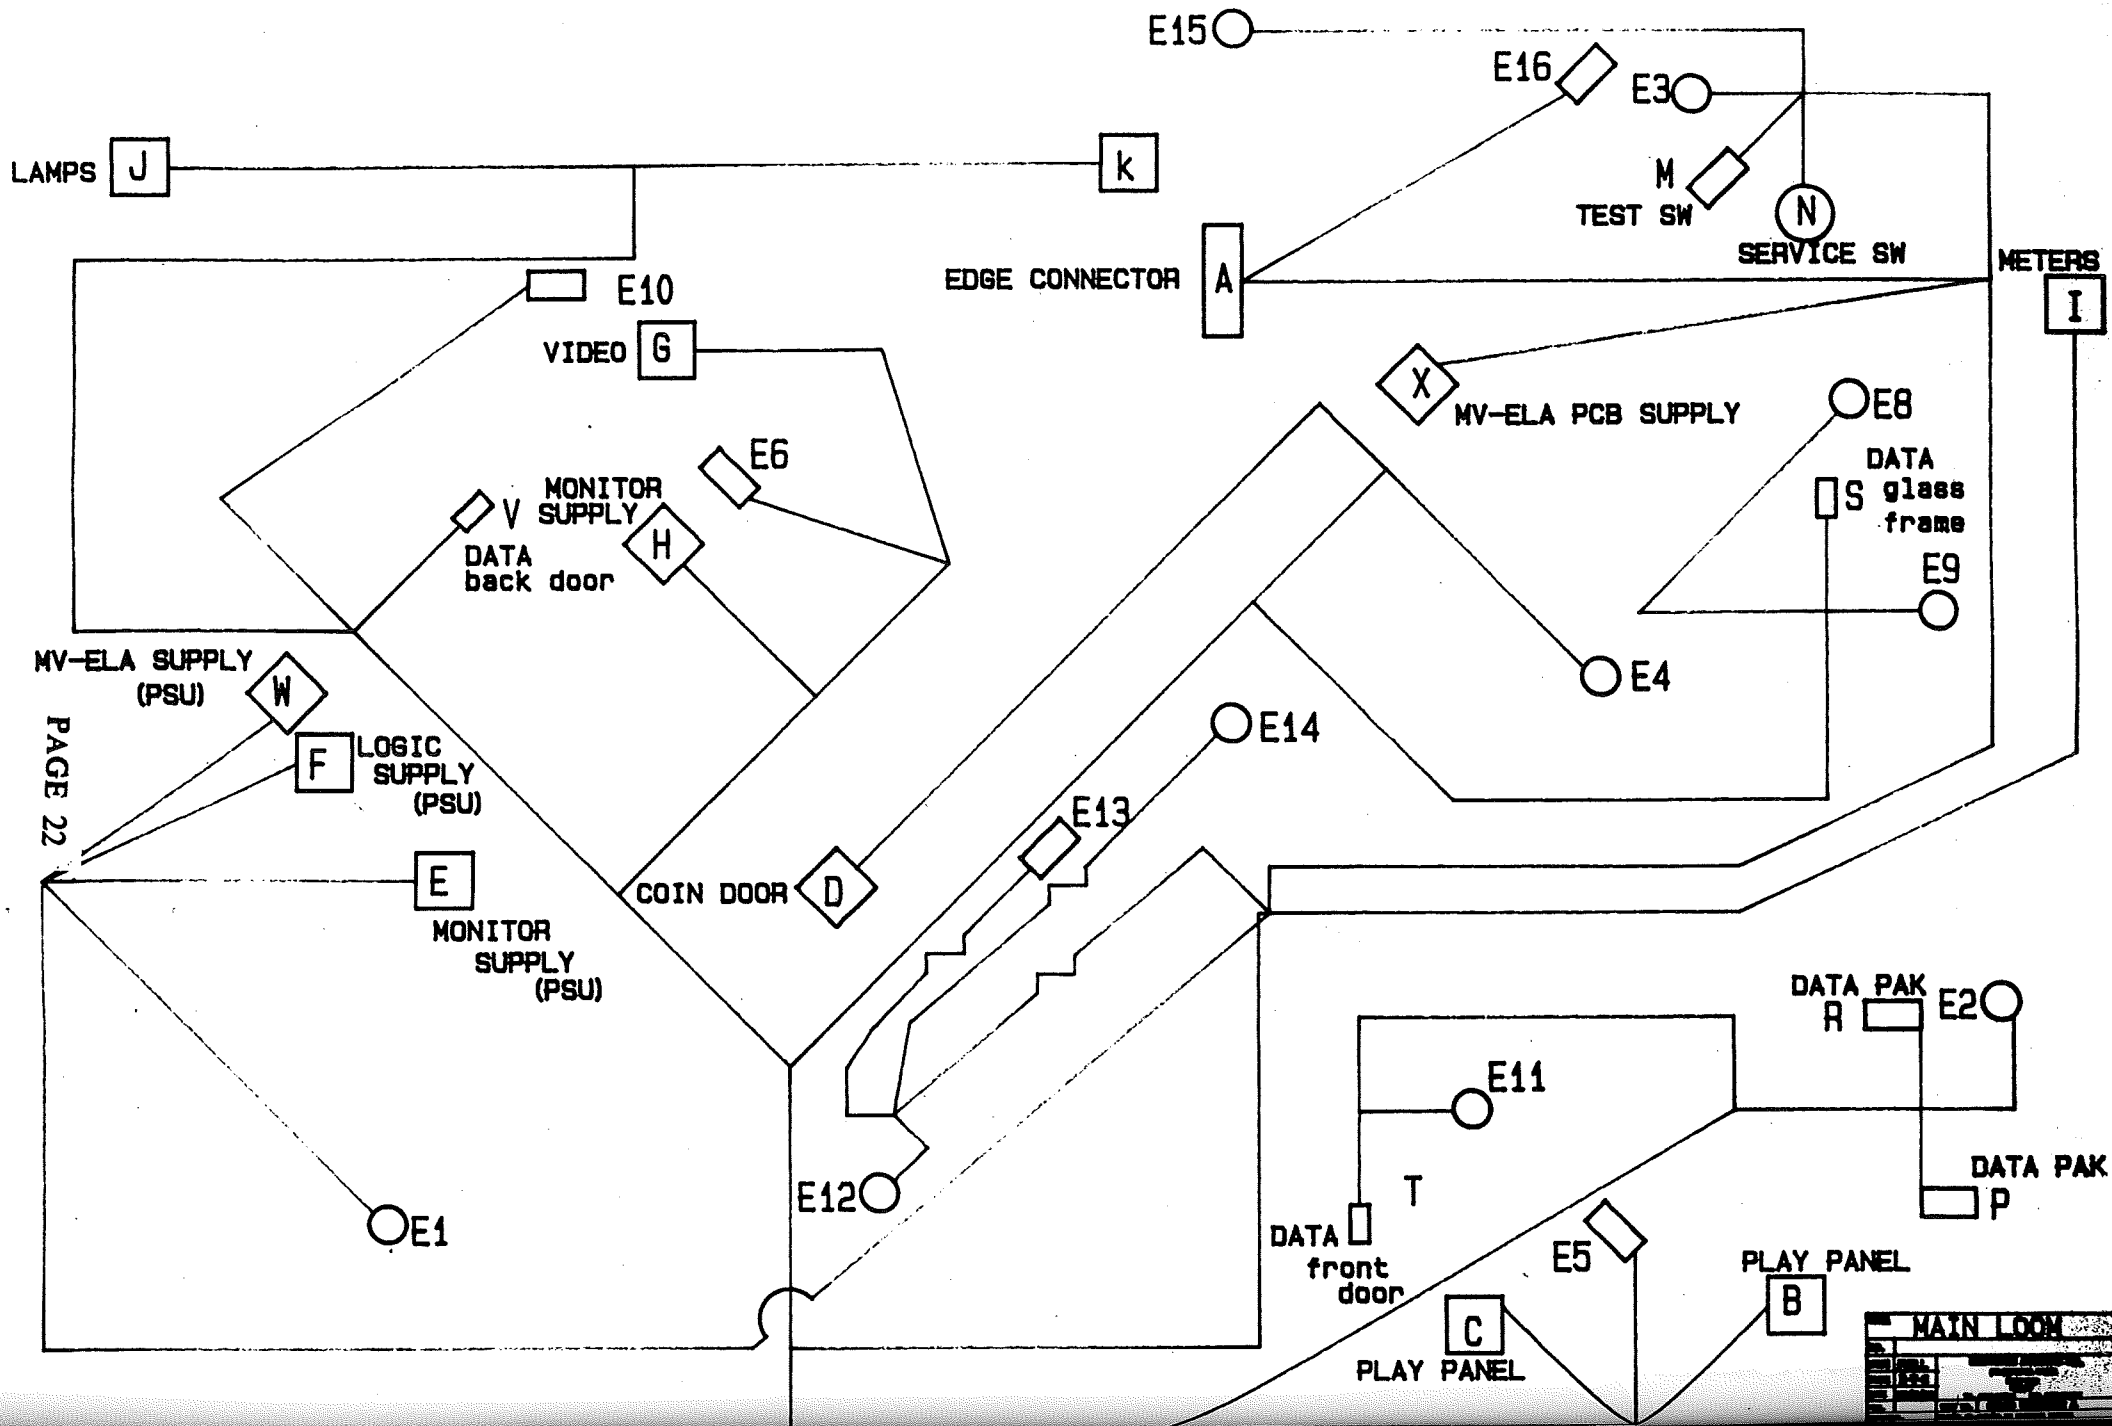 E15
E16
E3
LAMPS
J
k
M
TEST SW
N
SERVICE SW
EDGE CONNECTOR
A
METERS
I
E10
VIDEO
G
X
MV-ELA PCB SUPPLY
E8
E6
MONITOR
SUPPLY
H
V
DATA
back door
DATA
glass
frame
S
E9
MV-ELA SUPPLY
(PSU)
W
E4
E14
PAGE 22
F
LOGIC
SUPPLY
(PSU)
E13
E
MONITOR
SUPPLY
(PSU)
COIN DOOR
D
DATA PAK
R
E2
E11
E12
T
E1
DATA
front
door
DATA PAK
P
E5
PLAY PANEL
B
C
PLAY PANEL
MAIN LOOM